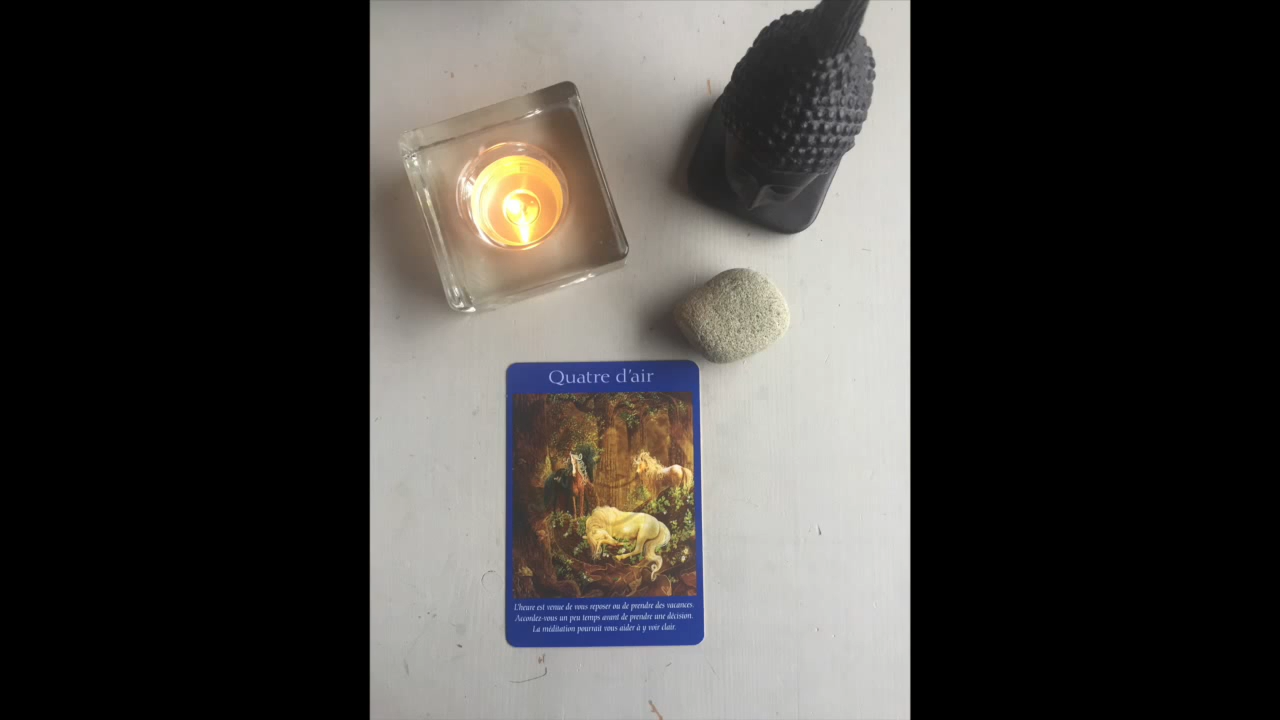 Quatre d'air
L'heure est venue de vous reposer ou de prendre des vacances.
Accordez-vous un peu temps avant de prendre une décision.
La méditation pourrait vous aider à y voir clair.